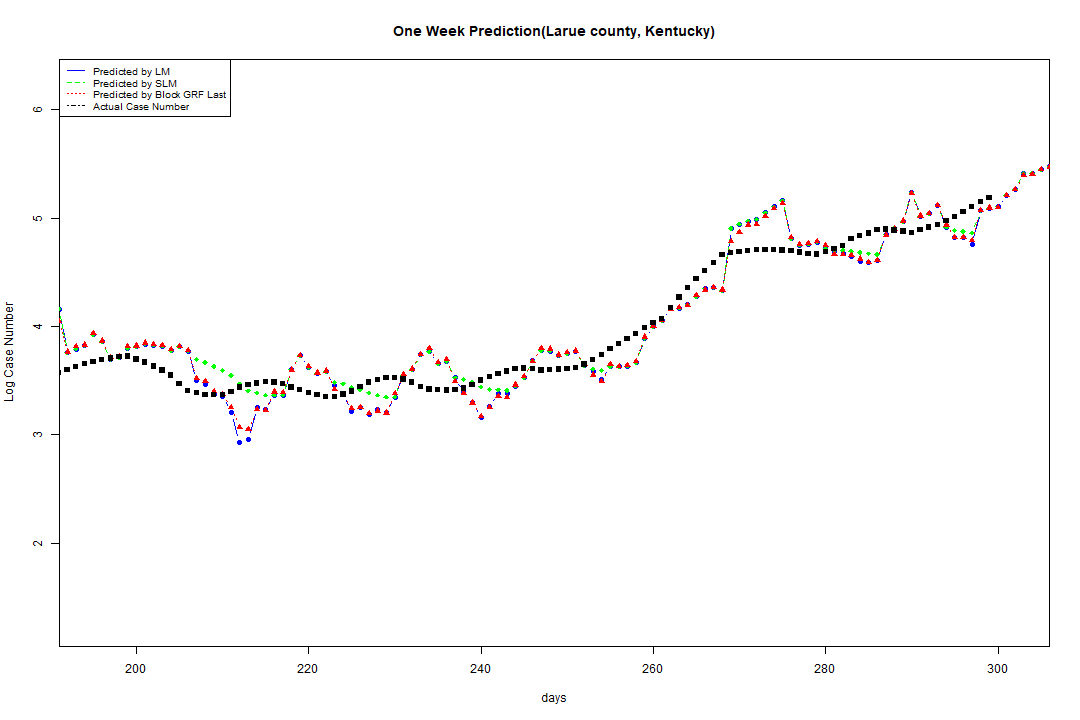 One Week Prediction(Larue county, Kentucky)
Predicted by LM
Predicted by SLM
Predicted by Block GRF Last
Actual Case Number
Log Case Number
6
5
4
3
2
200 220 240 260 280 300
days